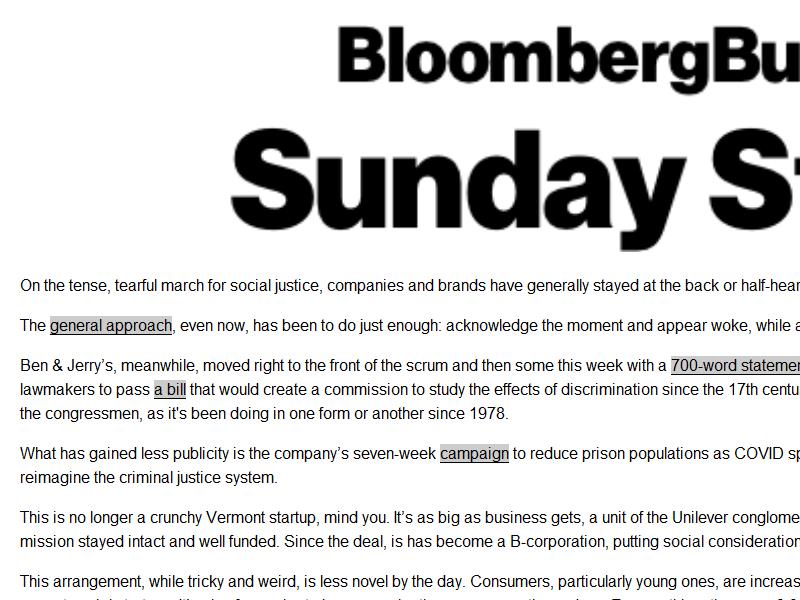 BloombergBu
Sunday St
On the tense, tearful march for social justice, companies and brands have generally stayed at the back or half-hear
The general approach, even now, has been to do just enough: acknowledge the moment and appear woke, while a
Ben & Jerry’s, meanwhile, moved right to the front of the scrum and then some this week with a 700-word statemen
lawmakers to pass a bill that would create a commission to study the effects of discrimination since the 17th centu
the congressmen, as it's been doing in one form or another since 1978.
What has gained less publicity is the company’s seven-week campaign to reduce prison populations as COVID sp
reimagine the criminal justice system.
This is no longer a crunchy Vermont startup, mind you. It’s as big as business gets, a unit of the Unilever conglome
mission stayed intact and well funded. Since the deal, is has become a B-corporation, putting social consideration
This arrangement, while tricky and weird, is less novel by the day. Consumers, particularly young ones, are increas